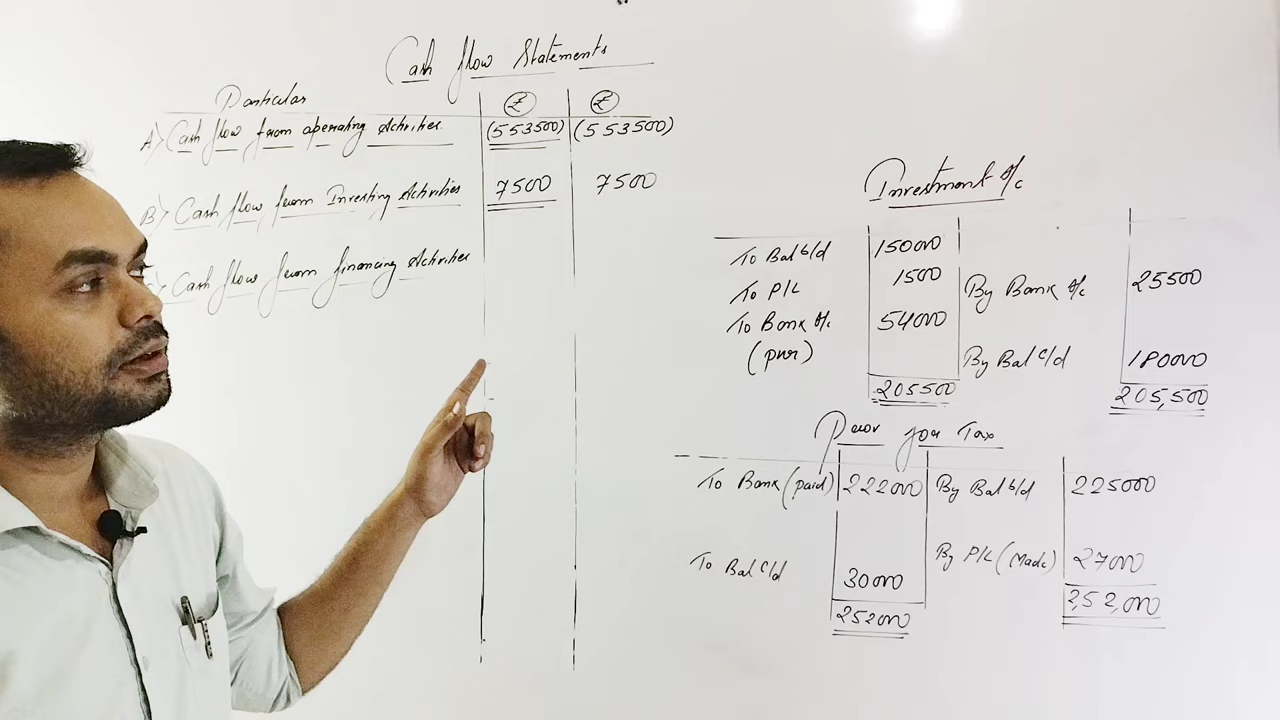 Cash flow Statements
Particular ₹ ₹
A> Cash flow from operating Activities (553500) (553500)
B> Cash flow from Investing Activities 7500 7500
Cash flow from financing Activities
Investment A/c
To Bal b/d 150000
To P/L 1500 By Bank A/c 25500
To Bank A/c 54000
(pur) By Bal c/d 180000
205500 205,500
Prov for Tax
To Bank (paid) 222000 By Bal b/d 225000
To Bal c/d 30000 By P/L (Made) 27000
252000 2,52,000